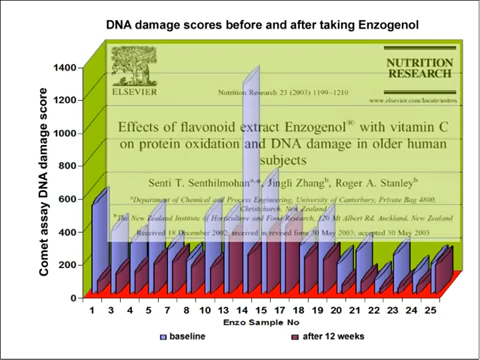 DNA damage scores before and after taking Enzogenol
Comet assay DNA damage score
1400
1200
1000
800
600
400
200
0
ELSEVIER
NUTRITION
RESEARCH
Nutrition Research 23 (2003) 1199–1210
www.elsevier.com/locate/nutres
Effects of flavonoid extract Enzogenol® with vitamin C
on protein oxidation and DNA damage in older human
subjects
Senti T. Senthilmohan a,*, Jingli Zhang b, Roger A. Stanley b
a Department of Chemical and Process Engineering, University of Canterbury, Private Bag 4800,
Christchurch, New Zealand
b The New Zealand Institute of Horticulture and Food Research, 120 Mt Albert Rd, Auckland, New Zealand
Received 18 December 2002; received in revised form 30 May 2003; accepted 30 May 2003
1 3 4 5 7 8 10 13 14 15 17 18 19 20 21 22 23 24 25
Enzo Sample No
baseline
after 12 weeks